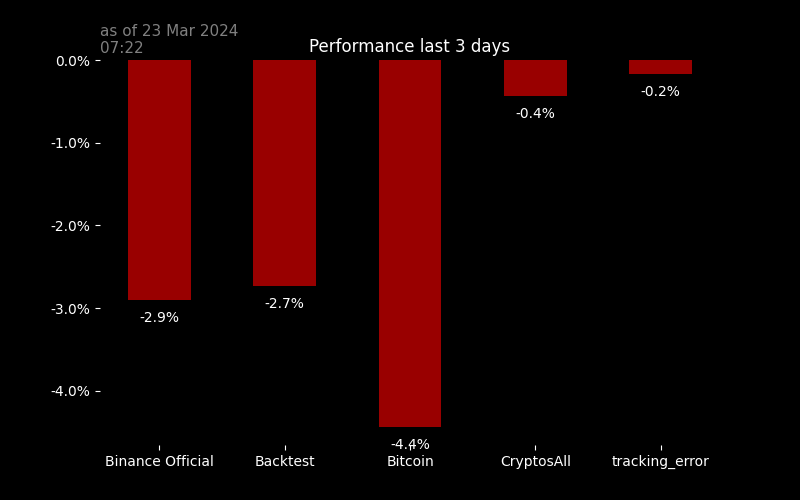 as of 23 Mar 2024
07:22
Performance last 3 days
0.0%
-1.0%
-2.0%
-3.0%
-4.0%
-2.9%
-2.7%
-4.4%
-0.4%
-0.2%
Binance Official
Backtest
Bitcoin
CryptosAll
tracking_error